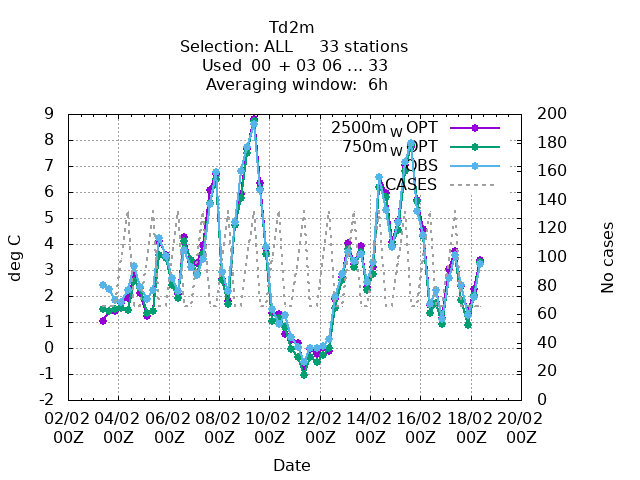 Td2m
Selection: ALL 33 stations
Used 00 + 03 06 ... 33
Averaging window: 6h
2500m W OPT
750m W OPT
OBS
CASES
deg C
9
8
7
6
5
4
3
2
1
0
-1
-2
200
180
160
140
120
100
80
60
40
20
0
No cases
02/02 04/02 06/02 08/02 10/02 12/02 14/02 16/02 18/02 20/02
00Z 00Z 00Z 00Z 00Z 00Z 00Z 00Z 00Z 00Z
Date